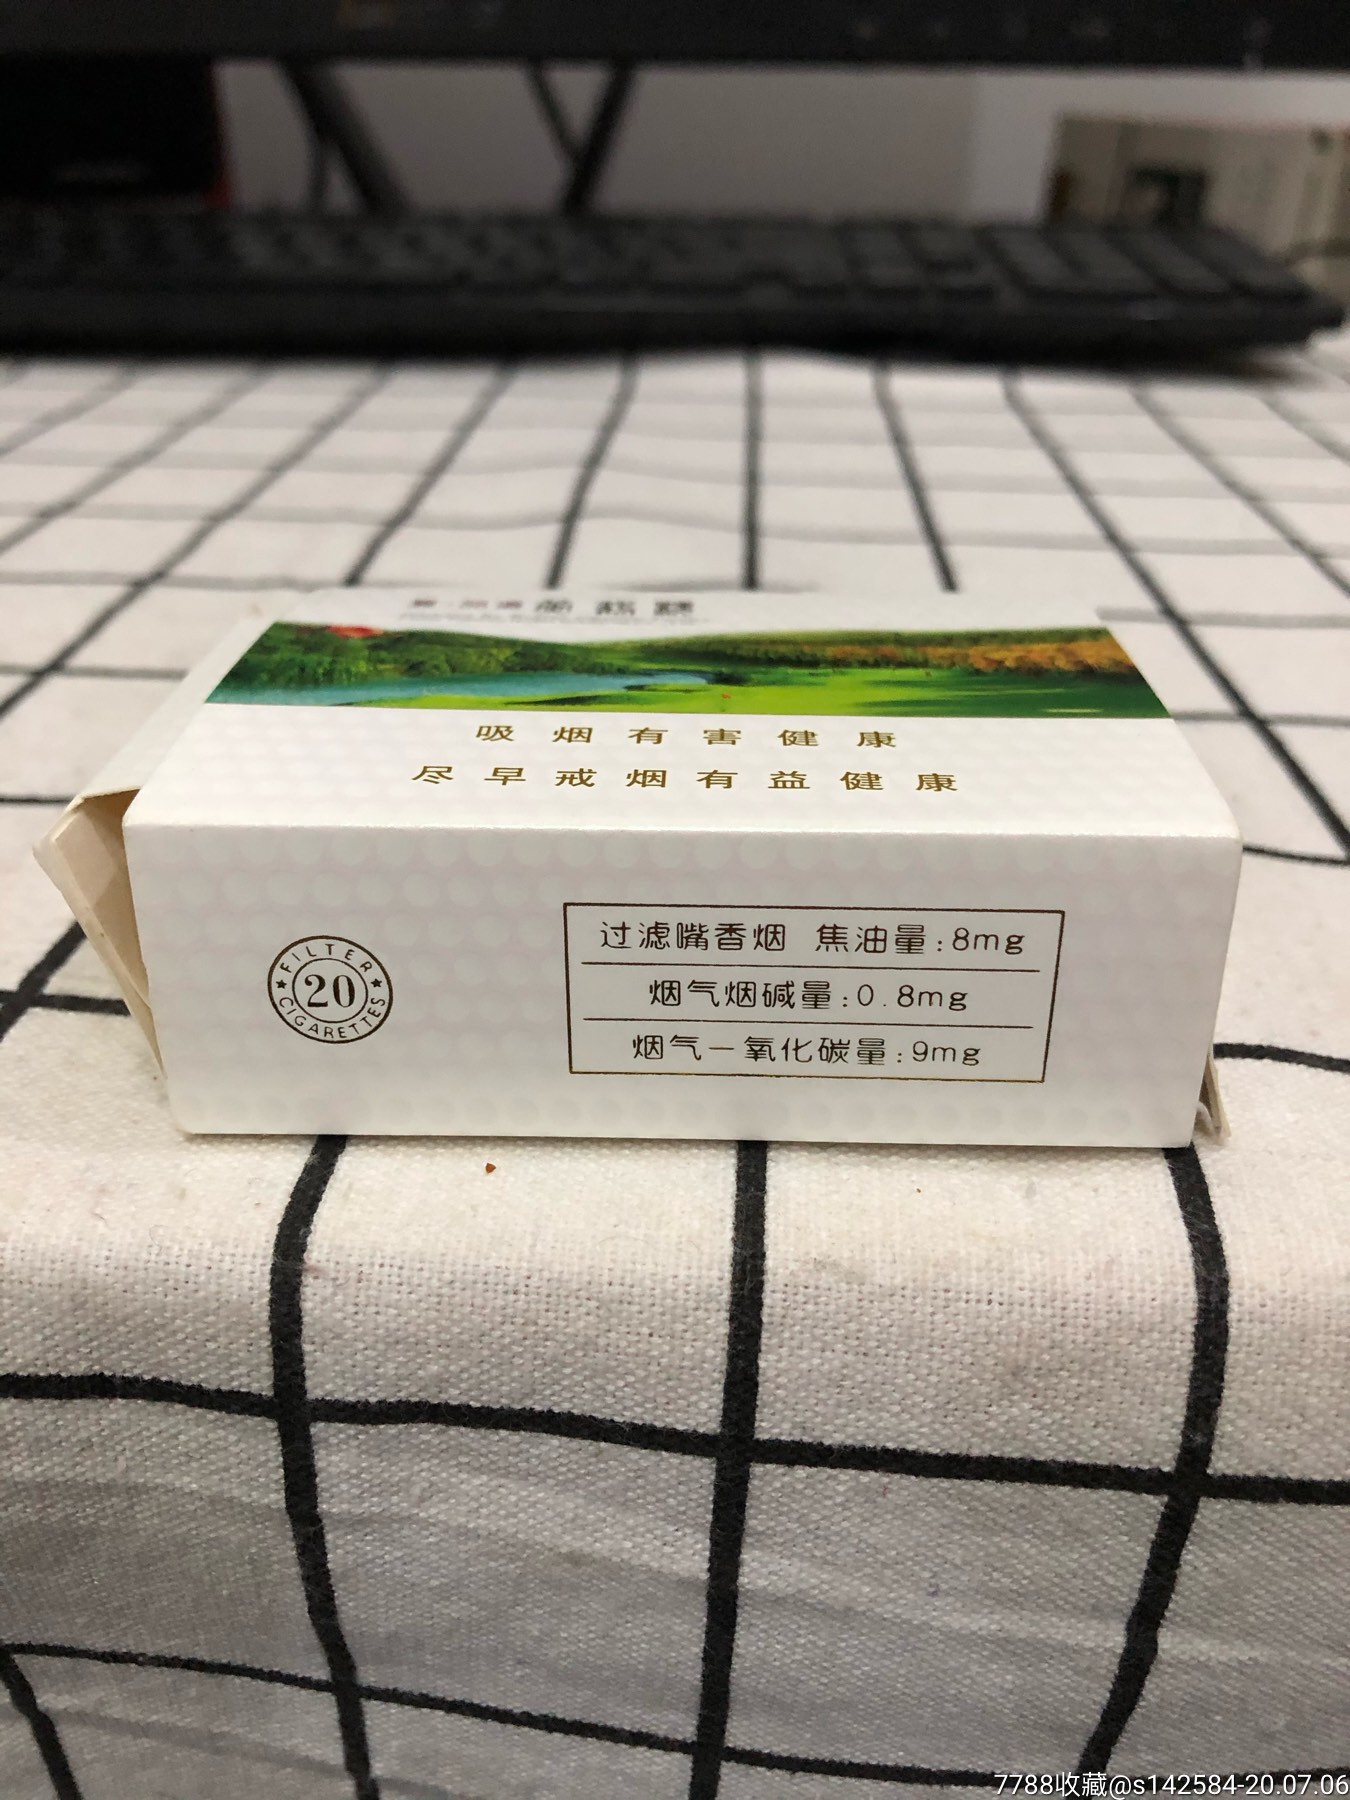 吸烟有害健康
尽早戒烟有益健康
FILTER
20
CIGARETTES
过滤嘴香烟 焦油量:8mg
烟气烟碱量:0.8mg
烟气一氧化碳量:9mg
7788收藏@s142584-20.07.06